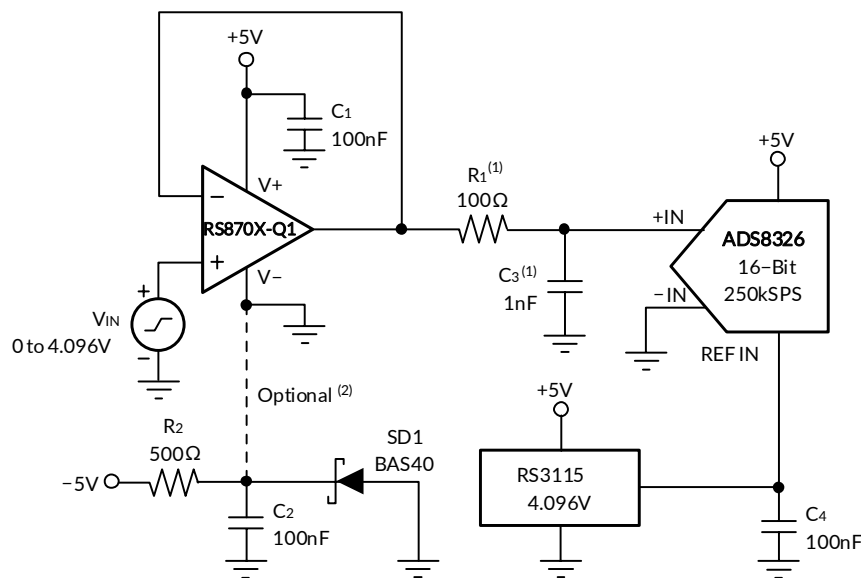 +5V
C1
100nF
V+
−
RS870X-Q1
+
V−
+
VIN
0 to 4.096V
−
R1(1)
100Ω
C3(1)
1nF
+5V
+IN
ADS8326
16−Bit
250kSPS
−IN
REF IN
Optional (2)
R2
500Ω
−5V
C2
100nF
SD1
BAS40
+5V
RS3115
4.096V
C4
100nF